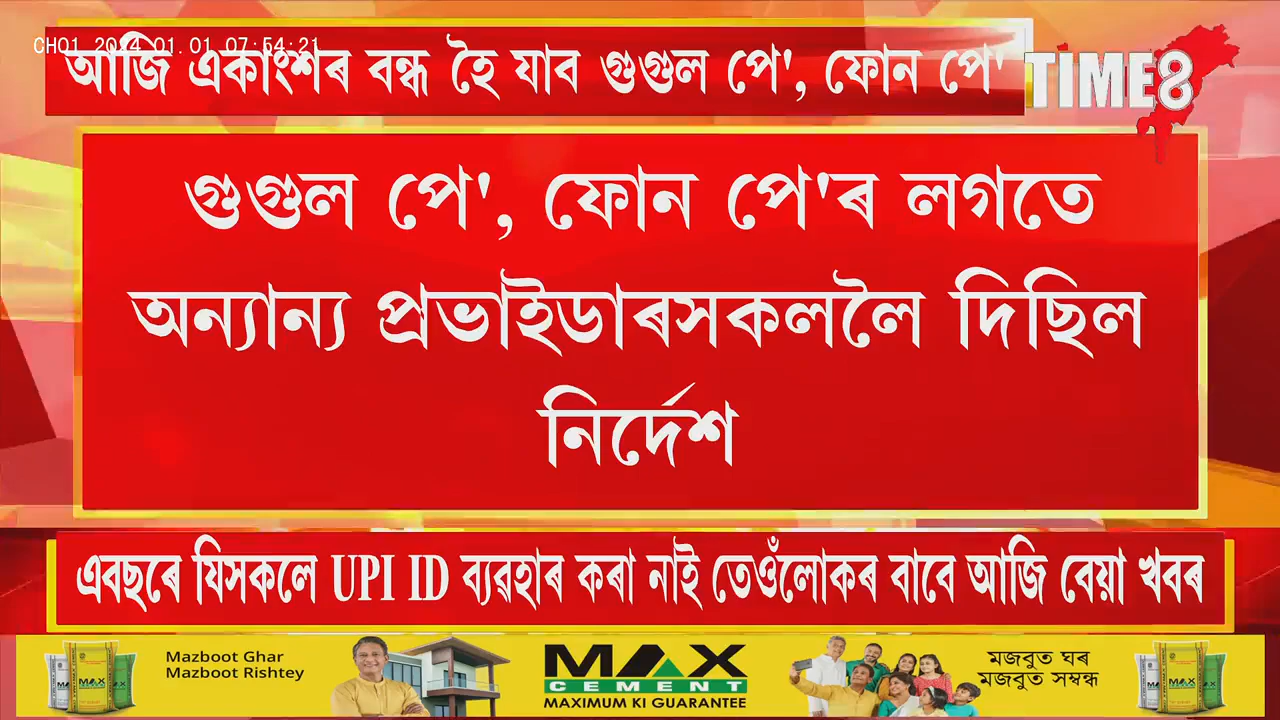 CH01 2024.01.01 07:54:21
আজি একাংশৰ বন্ধ হৈ যাব গুগুল পে', ফোন পে'
TIME8
গুগুল পে', ফোন পে'ৰ লগতে
অন্যান্য প্ৰভাইডাৰসকললৈ দিছিল
নিৰ্দেশ
এবছৰে যিসকলে UPI ID ব্যৱহাৰ কৰা নাই তেওঁলোকৰ বাবে আজি বেয়া খবৰ
Mazboot Ghar
Mazboot Rishtey
MAX
CEMENT
MAXIMUM KI GUARANTEE
মজবুত ঘৰ
মজবুত সম্বন্ধ